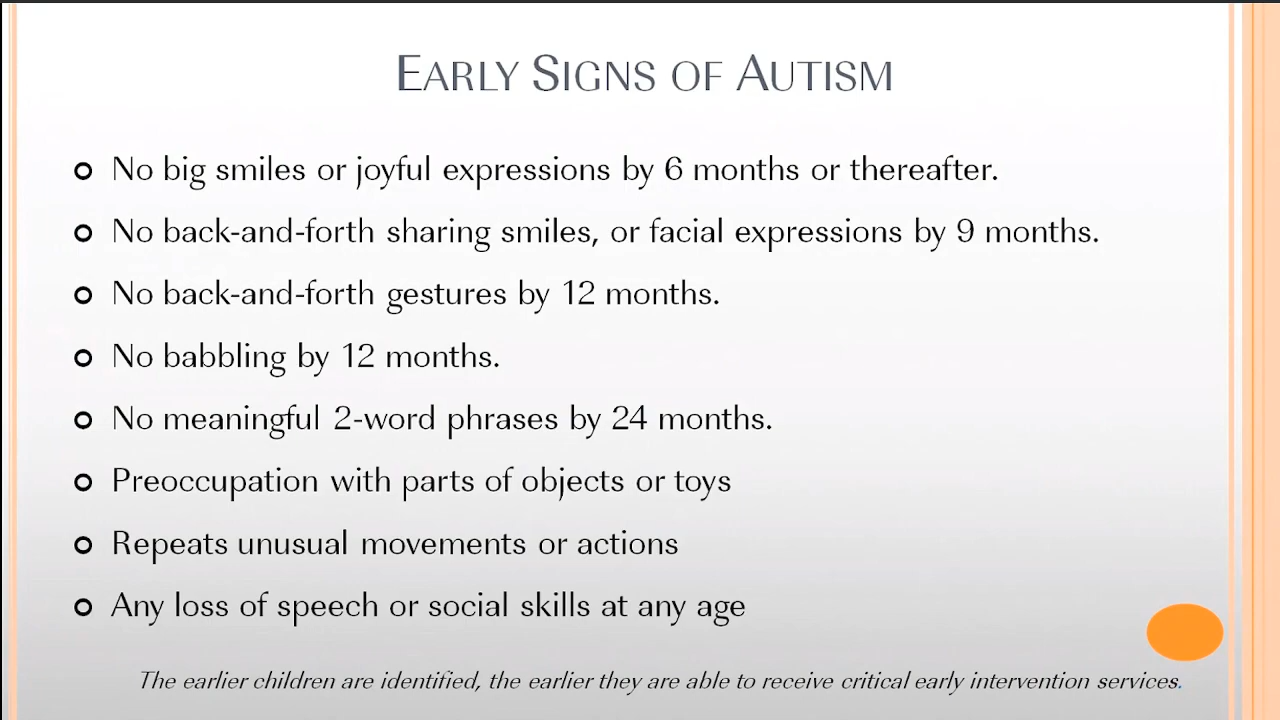 Early Signs of Autism
No big smiles or joyful expressions by 6 months or thereafter.
No back-and-forth sharing smiles, or facial expressions by 9 months.
No back-and-forth gestures by 12 months.
No babbling by 12 months.
No meaningful 2-word phrases by 24 months.
Preoccupation with parts of objects or toys
Repeats unusual movements or actions
Any loss of speech or social skills at any age
The earlier children are identified, the earlier they are able to receive critical early intervention services.